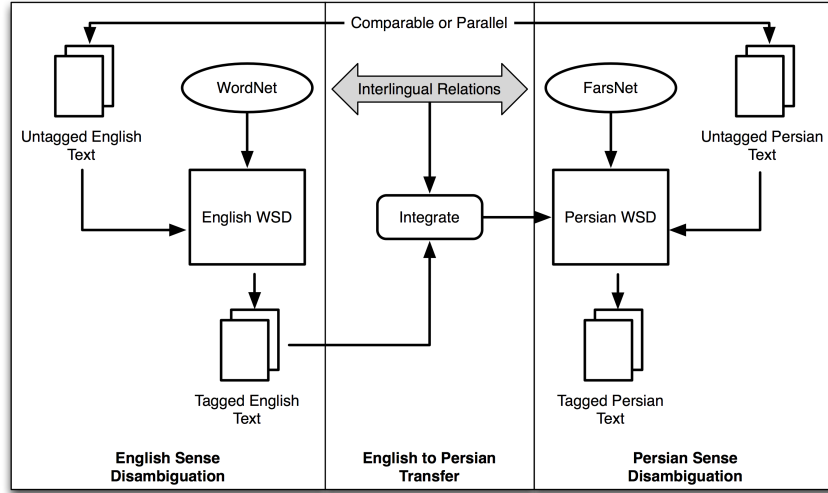 Comparable or Parallel
WordNet
Interlingual Relations
FarsNet
Untagged English
Text
Untagged Persian
Text
English WSD
Integrate
Persian WSD
Tagged English
Text
Tagged Persian
Text
English Sense
Disambiguation
English to Persian
Transfer
Persian Sense
Disambiguation